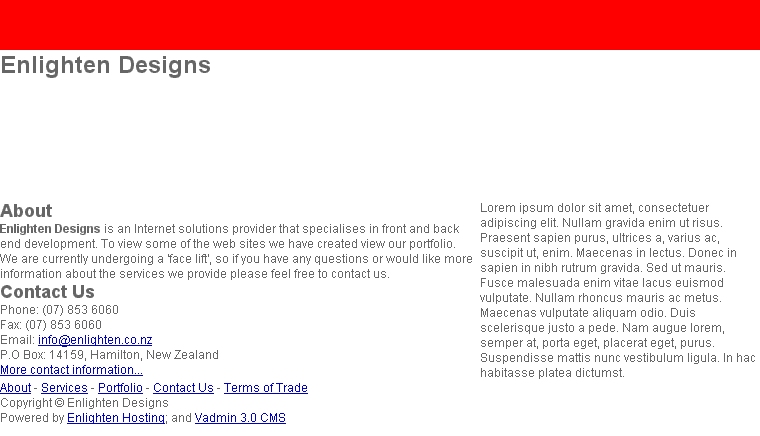 Enlighten Designs
About
Enlighten Designs is an Internet solutions provider that specialises in front and back
end development. To view some of the web sites we have created view our portfolio.
We are currently undergoing a 'face lift', so if you have any questions or would like more
information about the services we provide please feel free to contact us.
Contact Us
Phone: (07) 853 6060
Fax: (07) 853 6060
Email: info@enlighten.co.nz
P.O Box: 14159, Hamilton, New Zealand
More contact information...
Lorem ipsum dolor sit amet, consectetuer
adipiscing elit. Nullam gravida enim ut risus.
Praesent sapien purus, ultrices a, varius ac,
suscipit ut, enim. Maecenas in lectus. Donec in
sapien in nibh rutrum gravida. Sed ut mauris.
Fusce malesuada enim vitae lacus euismod
vulputate. Nullam rhoncus mauris ac metus.
Maecenas vulputate aliquam odio. Duis
scelerisque justo a pede. Nam augue lorem,
semper at, porta eget, placerat eget, purus.
Suspendisse mattis nunc vestibulum ligula. In hac
habitasse platea dictumst.
About - Services - Portfolio - Contact Us - Terms of Trade
Copyright © Enlighten Designs
Powered by Enlighten Hosting; and Vadmin 3.0 CMS